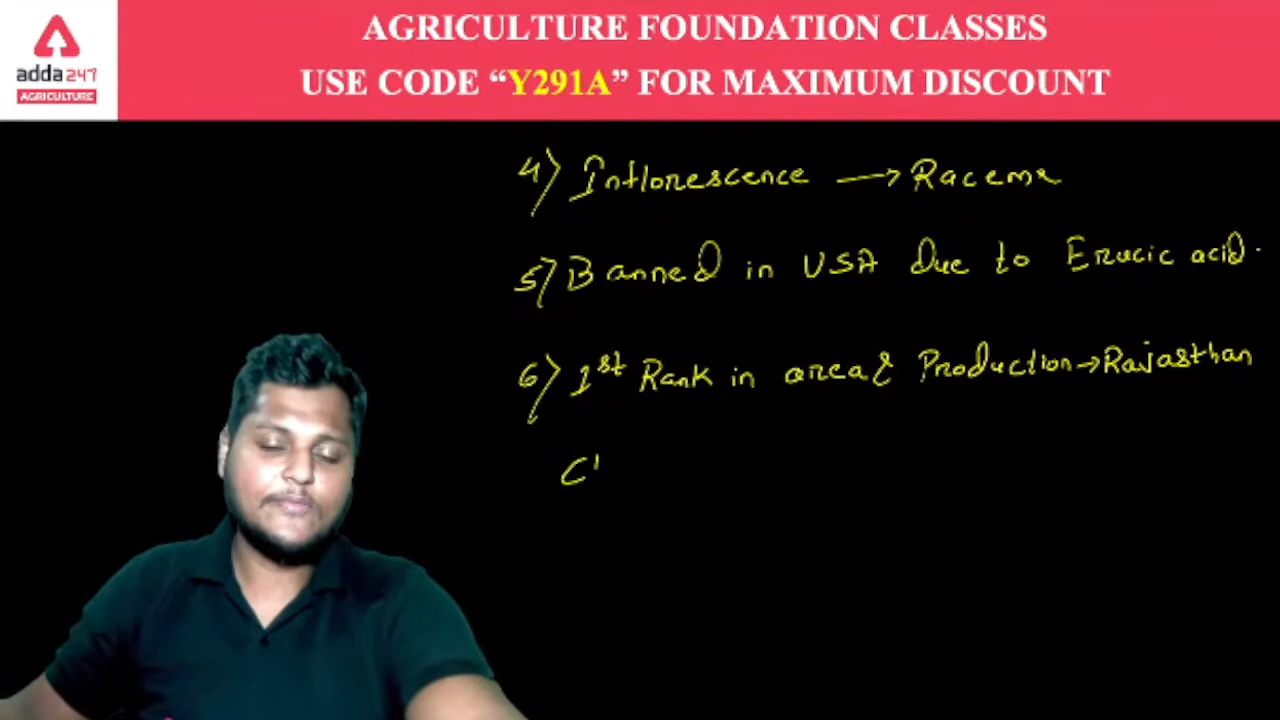 AGRICULTURE FOUNDATION CLASSES
adda247
AGRICULTURE
USE CODE “Y291A” FOR MAXIMUM DISCOUNT
4) Inflorescence → Raceme
5) Banned in USA Due to Erucic acid.
6) 1st Rank in area & Production → Rajasthan
C